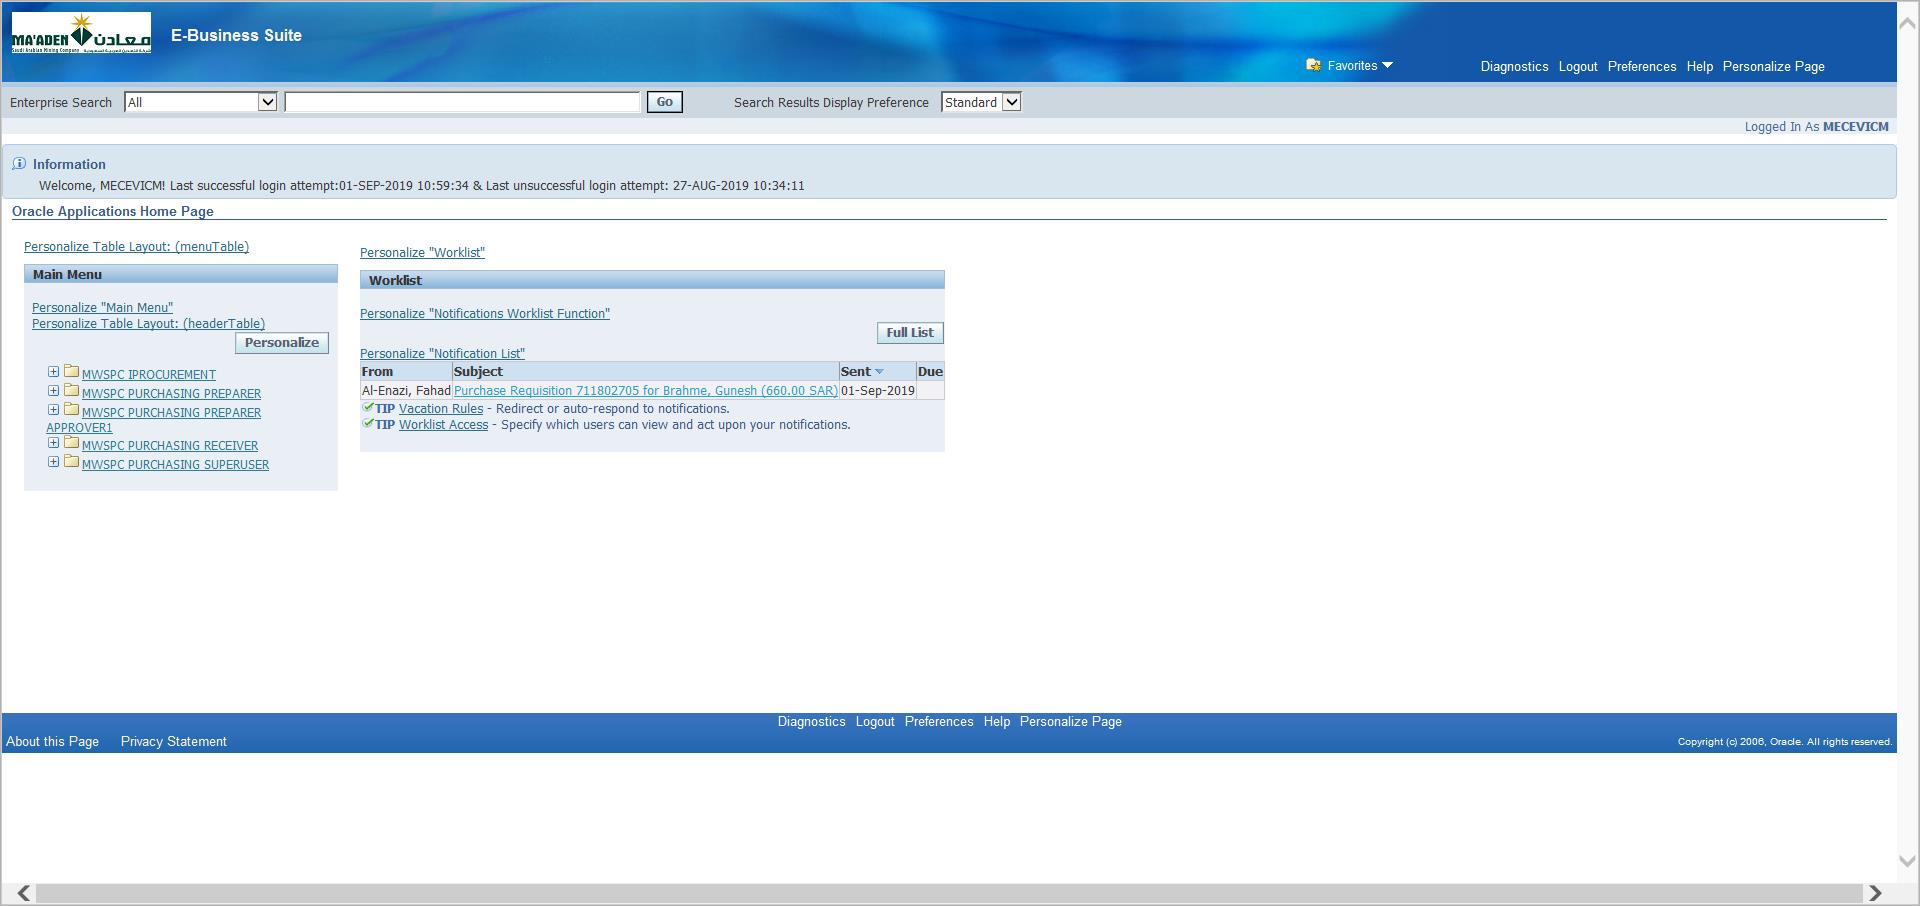 MA'ADEN معادن
Saudi Arabian Mining Company
E-Business Suite
Favorites
Diagnostics Logout Preferences Help Personalize Page
Enterprise Search All Go Search Results Display Preference Standard
Logged In As MECEVICM
Information
Welcome, MECEVICM! Last successful login attempt:01-SEP-2019 10:59:34 & Last unsuccessful login attempt: 27-AUG-2019 10:34:11
Oracle Applications Home Page
Personalize Table Layout: (menuTable)
Main Menu
Personalize "Main Menu"
Personalize Table Layout: (headerTable)
Personalize
MWSPC IPROCUREMENT
MWSPC PURCHASING PREPARER
MWSPC PURCHASING PREPARER
APPROVER1
MWSPC PURCHASING RECEIVER
MWSPC PURCHASING SUPERUSER
Personalize "Worklist"
Worklist
Personalize "Notifications Worklist Function"
Full List
Personalize "Notification List"
From Subject Sent Due
Al-Enazi, Fahad Purchase Requisition 711802705 for Brahme, Gunesh (660.00 SAR) 01-Sep-2019
TIP Vacation Rules - Redirect or auto-respond to notifications.
TIP Worklist Access - Specify which users can view and act upon your notifications.
Diagnostics Logout Preferences Help Personalize Page
About this Page Privacy Statement
Copyright (c) 2006, Oracle. All rights reserved.